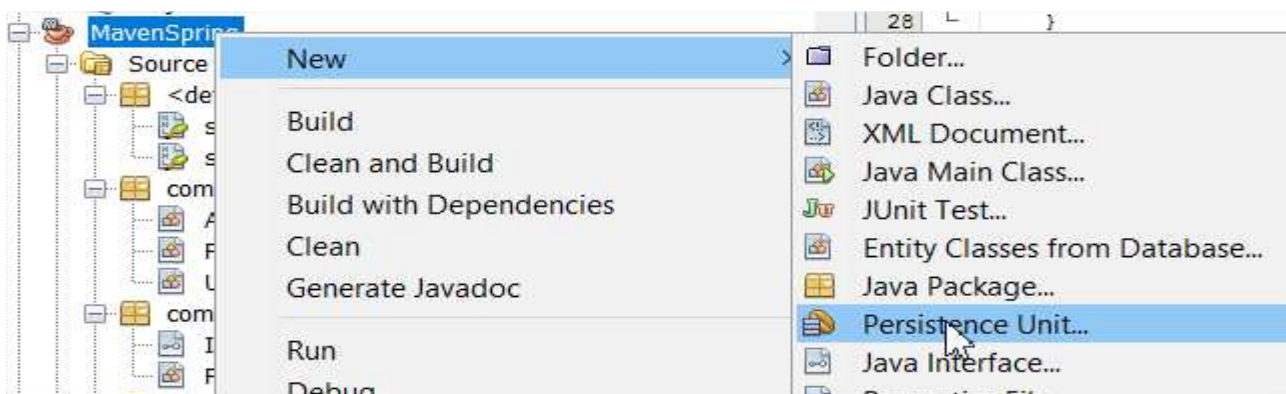 MavenSpring
28
}
Source
<de
s
s
com
A
F
U
com
I
F
New
Build
Clean and Build
Build with Dependencies
Clean
Generate Javadoc
Run
Debug
Folder...
Java Class...
XML Document...
Java Main Class...
JUnit Test...
Entity Classes from Database...
Java Package...
Persistence Unit...
Java Interface...